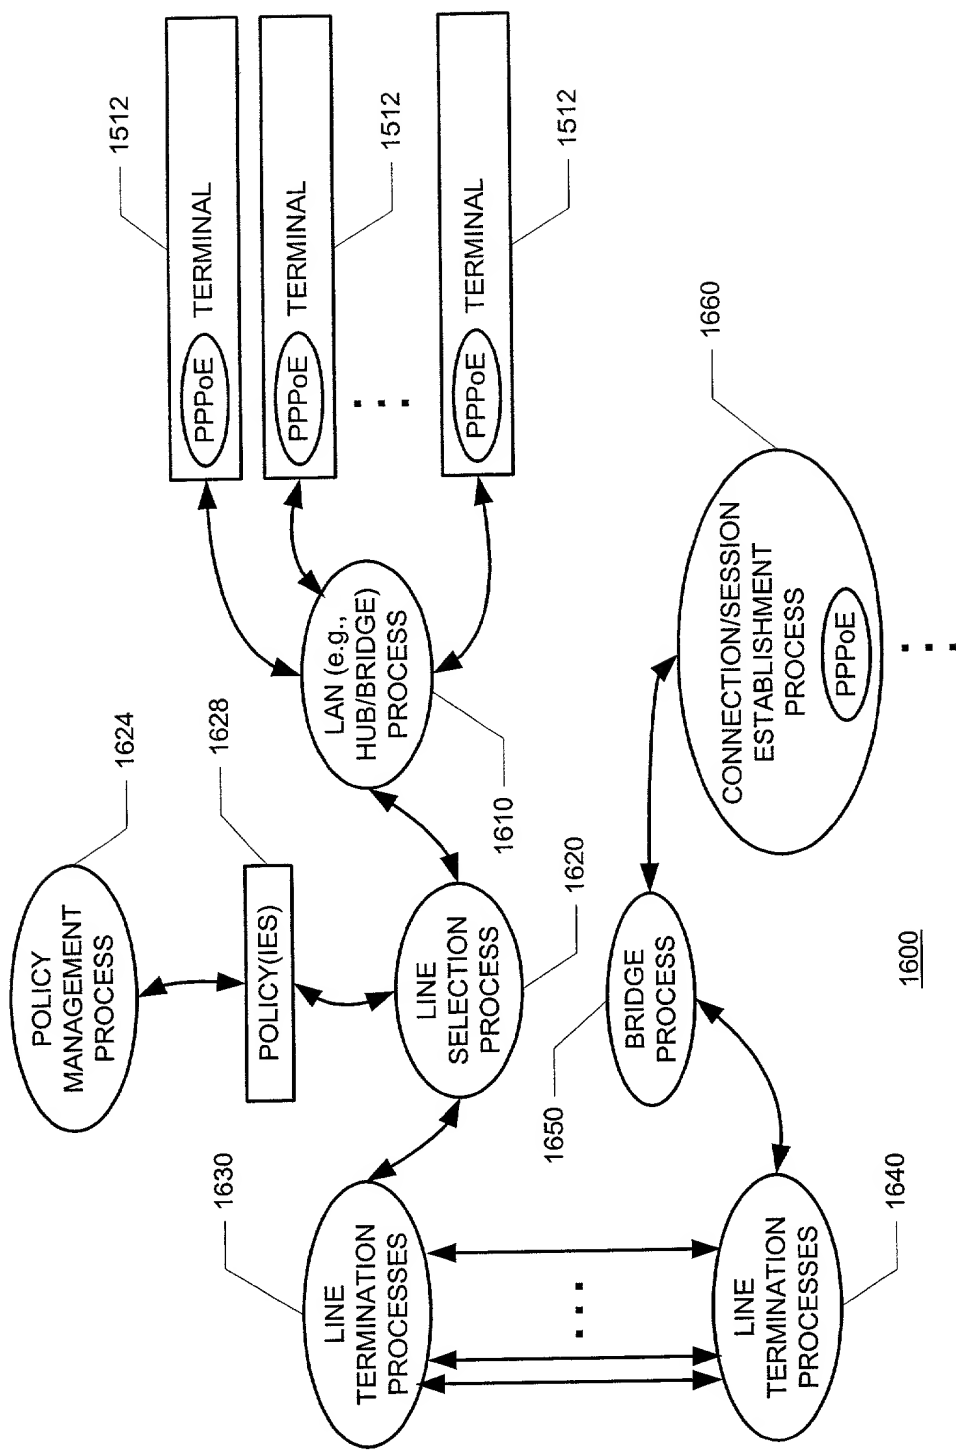 POLICY
MANAGEMENT
PROCESS
1624
POLICY(IES)
1628
1630
LINE
TERMINATION
PROCESSES
LINE
SELECTION
PROCESS
1620
LAN (e.g.,
HUB/BRIDGE)
PROCESS
1610
1512
PPPoE TERMINAL
1512
PPPoE TERMINAL
...
1512
PPPoE TERMINAL
...
LINE
TERMINATION
PROCESSES
1640
1650
BRIDGE
PROCESS
1660
CONNECTION/SESSION
ESTABLISHMENT
PROCESS
PPPoE
...
1600